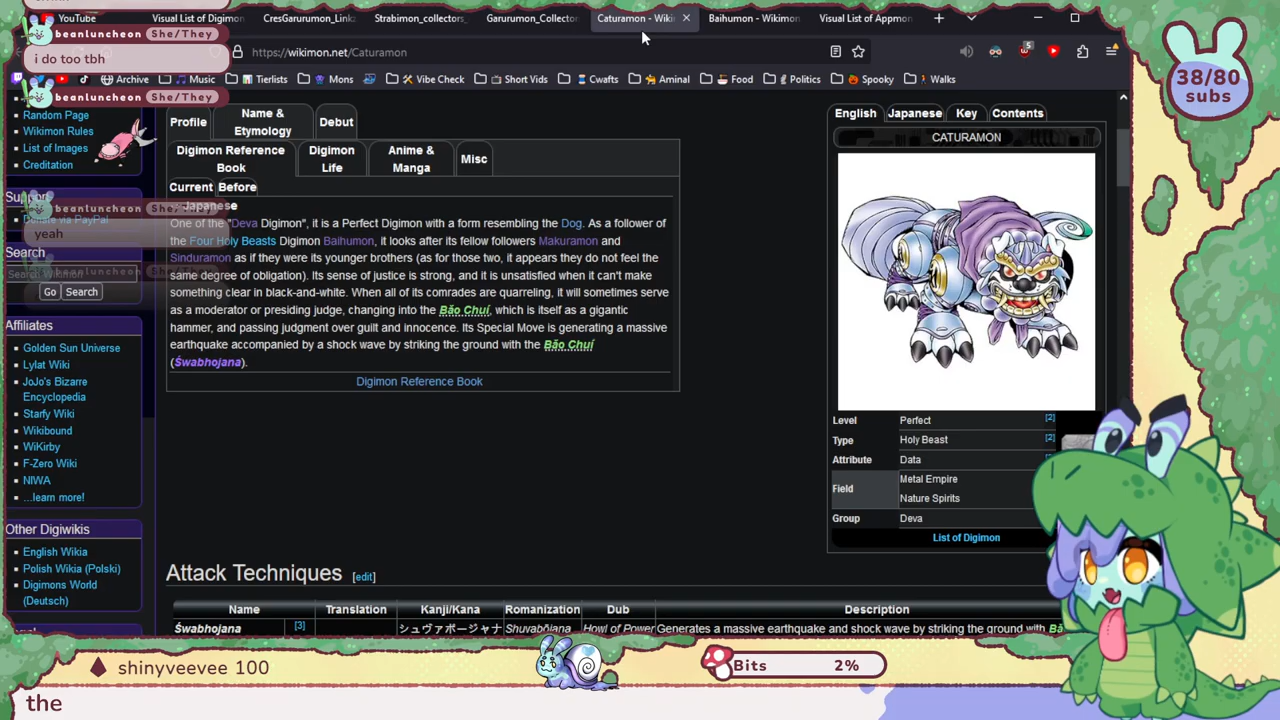 YouTube
Visual List of Digimon
CresGarurumon_Link
Strabimon_collectors_
Garurumon_Collector
Caturamon - Wiki
Baihumon - Wikimon
Visual List of Appmon
beanluncheon She/They
i do too tbh
https://wikimon.net/Caturamon
5
Archive
Music
Tierlists
Mons
Vibe Check
Short Vids
Cwafts
Aminal
Food
Politics
Spooky
Walks
beanluncheon She/They
38/80
subs
Random Page
Wikimon Rules
List of Images
Creditation
Support
beanluncheon She/They
Donate via PayPal
yeah
Search
beanluncheon She/They
Search Wikimon
Go
Search
Affiliates
Golden Sun Universe
Lylat Wiki
JoJo's Bizarre
Encyclopedia
Starfy Wiki
Wikibound
WiKirby
F-Zero Wiki
NIWA
...learn more!
Other Digiwikis
English Wikia
Polish Wikia (Polski)
Digimons World
(Deutsch)
Profile
Name &
Etymology
Debut
Digimon Reference
Book
Digimon
Life
Anime &
Manga
Misc
Current
Before
Japanese
One of the "Deva Digimon", it is a Perfect Digimon with a form resembling the Dog. As a follower of
the Four Holy Beasts Digimon Baihumon, it looks after its fellow followers Makuramon and
Sinduramon as if they were its younger brothers (as for those two, it appears they do not feel the
same degree of obligation). Its sense of justice is strong, and it is unsatisfied when it can't make
something clear in black-and-white. When all of its comrades are quarreling, it will sometimes serve
as a moderator or presiding judge, changing into the Bǎo Chuí, which is itself as a gigantic
hammer, and passing judgment over guilt and innocence. Its Special Move is generating a massive
earthquake accompanied by a shock wave by striking the ground with the Bǎo Chuí
(Śwabhojana).
Digimon Reference Book
English
Japanese
Key
Contents
CATURAMON
Level Perfect [2]
Type Holy Beast [2]
Attribute Data
Field Metal Empire
Nature Spirits
Group Deva
List of Digimon
Attack Techniques [edit]
Name Translation Kanji/Kana Romanization Dub Description
Śwabhojana [3] シュヴァボージャナ Shuvabōjana Howl of Power Generates a massive earthquake and shock wave by striking the ground with
shinyveevee 100
Bits 2%
the